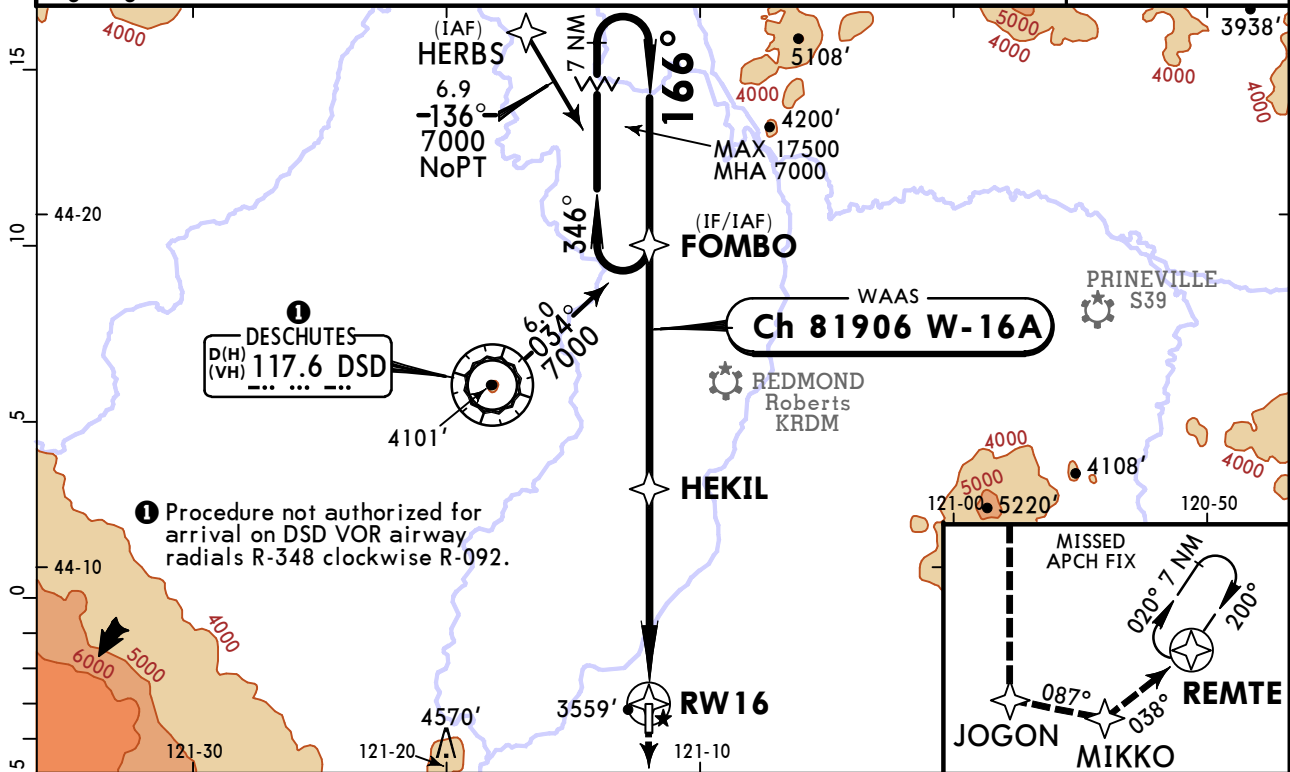 4000
(IAF)
HERBS
6.9
136°
7000
NoPT
7 NM
166°
346°
5108'
4000
4200'
MAX 17500
MHA 7000
5000
4000
4000
3938'
4000
15
10
5
0
5
44-20
(IF/IAF)
FOMBO
WAAS
Ch 81906 W-16A
PRINEVILLE
S39
1
DESCHUTES
D(H)
(VH)
117.6 DSD
6.0
034°
7000
4101'
REDMOND
Roberts
KRDM
HEKIL
4000
5000
5220'
4108'
4000
121-00
120-50
1 Procedure not authorized for
arrival on DSD VOR airway
radials R-348 clockwise R-092.
44-10
4000
5000
6000
3559'
RW16
4570'
121-30
121-20
121-10
MISSED
APCH FIX
7 NM
020°
200°
REMTE
087°
038°
JOGON
MIKKO